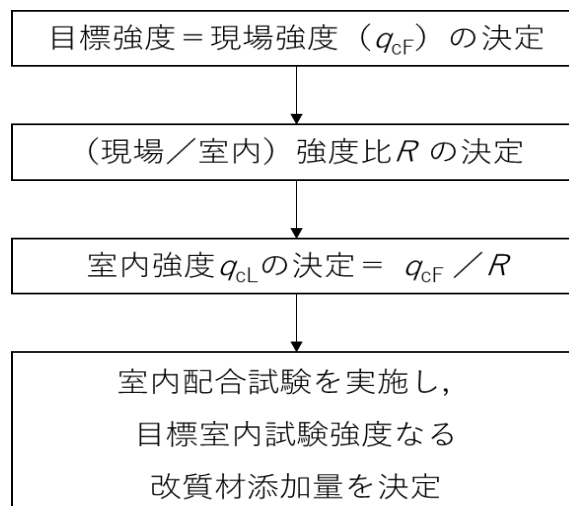 目標強度＝現場強度（qcF）の決定
（現場／室内）強度比R の決定
室内強度qcLの決定＝ qcF ／R
室内配合試験を実施し，
目標室内試験強度なる
改質材添加量を決定